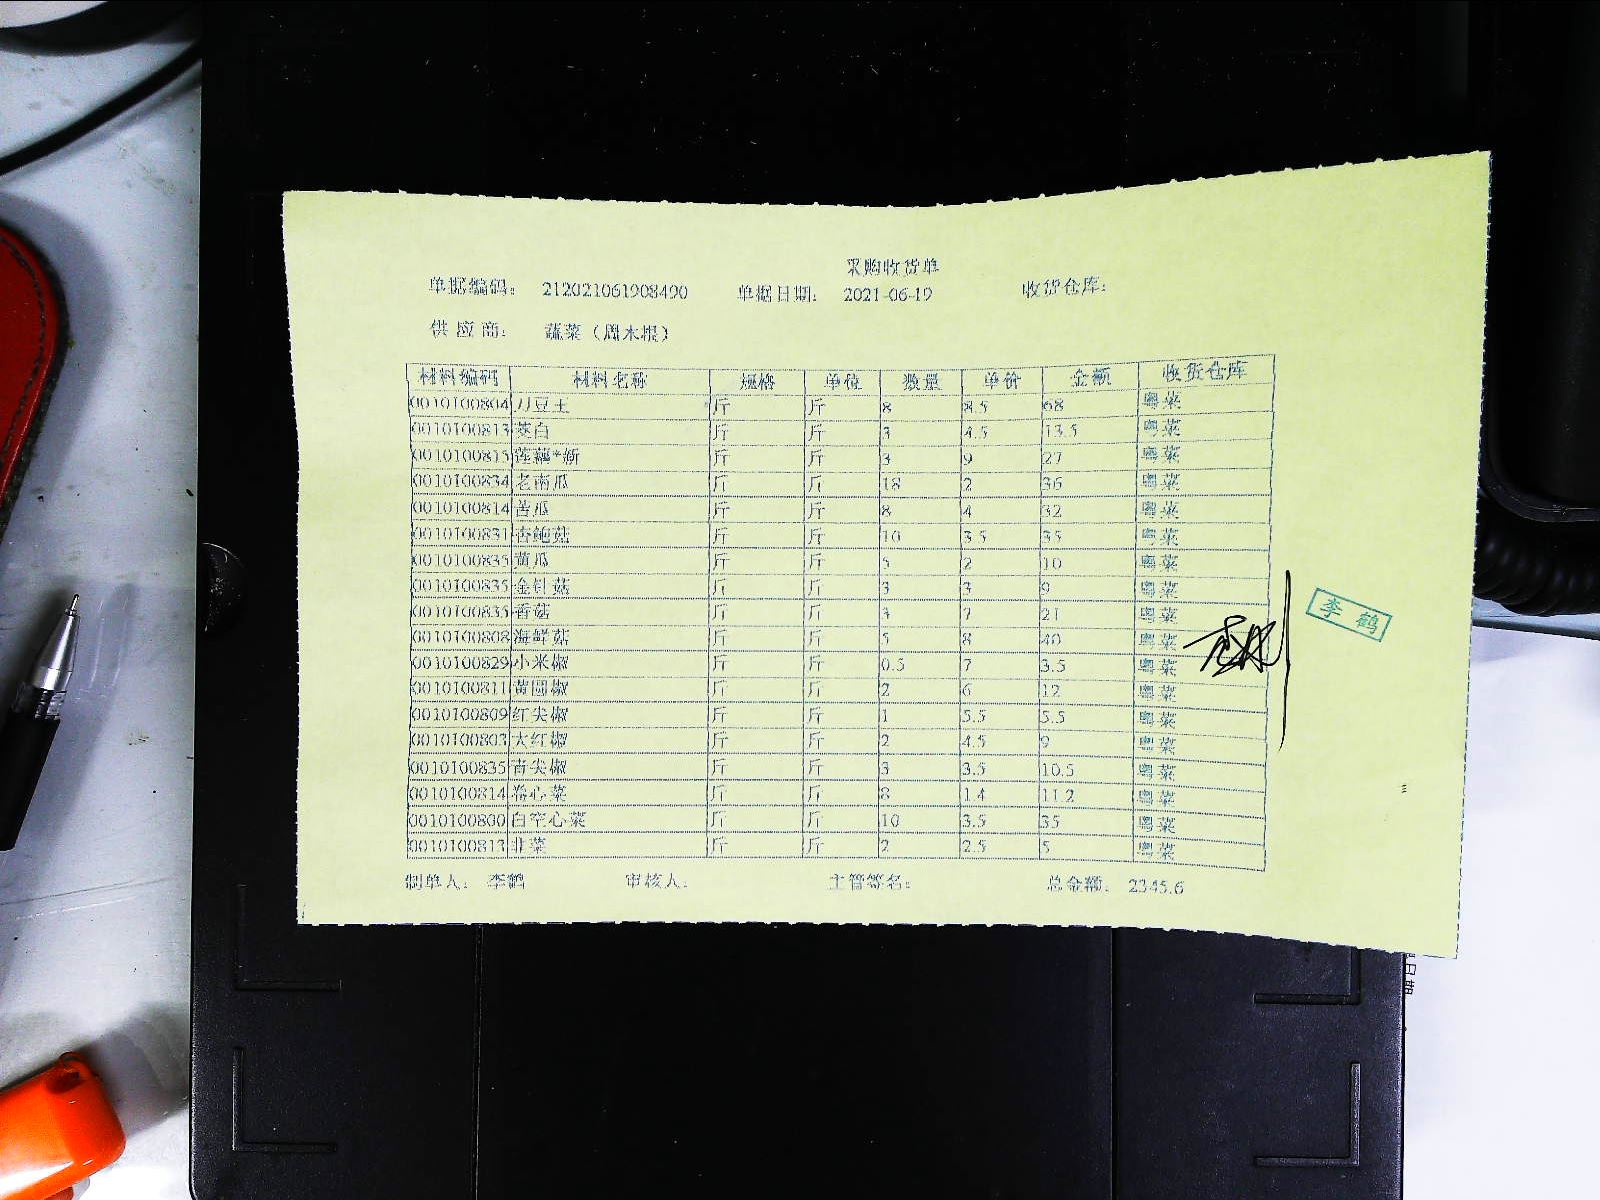 采购收货单
单据编码: 212021061908490 单据日期: 2021-06-19 收货仓库:
供应商: 蔬菜（周木根）
材料编码 材料名称 规格 单位 数量 单价 金额 收货仓库
0010100804 刀豆王 斤 斤 8 8.5 68 粤菜
0010100813 茭白 斤 斤 3 4.5 13.5 粤菜
0010100815 莲藕*新 斤 斤 3 9 27 粤菜
0010100834 老南瓜 斤 斤 18 2 36 粤菜
0010100814 苦瓜 斤 斤 8 4 32 粤菜
0010100831 杏鲍菇 斤 斤 10 3.5 35 粤菜
0010100835 黄瓜 斤 斤 5 2 10 粤菜
0010100835 金针菇 斤 斤 3 3 9 粤菜
0010100835 香菇 斤 斤 3 7 21 粤菜
0010100808 海鲜菇 斤 斤 5 8 40 粤菜
0010100829 小米椒 斤 斤 0.5 7 3.5 粤菜
0010100811 黄圆椒 斤 斤 2 6 12 粤菜
0010100809 红尖椒 斤 斤 1 5.5 5.5 粤菜
0010100803 大红椒 斤 斤 2 4.5 9 粤菜
0010100835 青尖椒 斤 斤 3 3.5 10.5 粤菜
0010100814 卷心菜 斤 斤 8 1.4 11.2 粤菜
0010100800 白空心菜 斤 斤 10 3.5 35 粤菜
0010100813 韭菜 斤 斤 2 2.5 5 粤菜
李鹤
制单人: 李鹤 审核人: 主管签名: 总金额: 2345.6